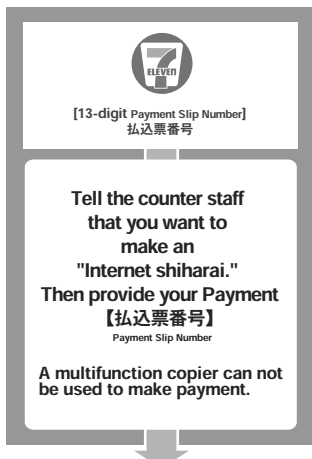 7
ELEVEn
[13-digit Payment Slip Number]
払込票番号
Tell the counter staff
that you want to
make an
"Internet shiharai."
Then provide your Payment
【払込票番号】
Payment Slip Number
A multifunction copier can not
be used to make payment.